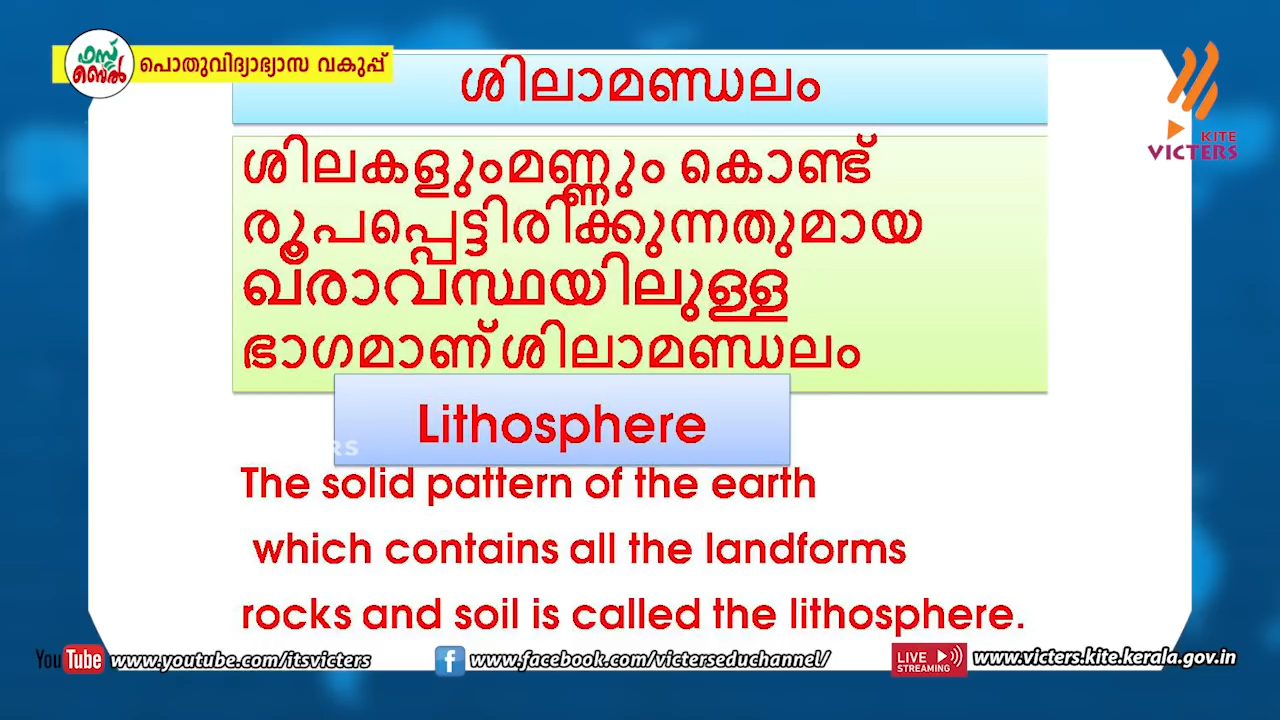 ഫസ്റ്റ്
ബെൽ
പൊതുവിദ്യാഭ്യാസ വകുപ്പ്
KITE
VICTERS
ശിലാമണ്ഡലം
ശിലകളുംമണ്ണും കൊണ്ട്
രൂപപ്പെട്ടിരിക്കുന്നതുമായ
ഖരാവസ്ഥയിലുള്ള
ഭാഗമാണ്ശിലാമണ്ഡലം
Lithosphere
The solid pattern of the earth
which contains all the landforms
rocks and soil is called the lithosphere.
YouTube www.youtube.com/itsvicters
f www.facebook.com/victerseduchannel/
LIVE
STREAMING
www.victers.kite.kerala.gov.in